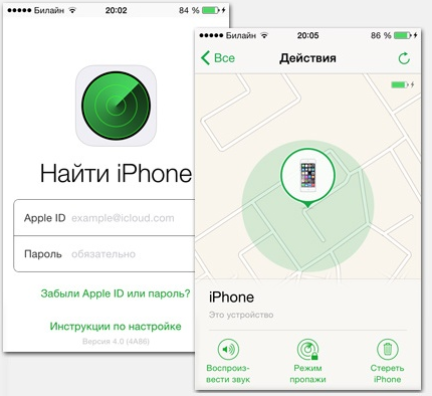 Билайн 20:02 84 %
Найти iPhone
Apple ID example@icloud.com
Пароль обязательно
Забыли Apple ID или пароль?
Инструкции по настройке
Версия 4.0 (4A86)
Билайн 20:05 86 %
Все Действия
iPhone
Это устройство
Воспроиз-
вести звук
Режим
пропажи
Стереть
iPhone